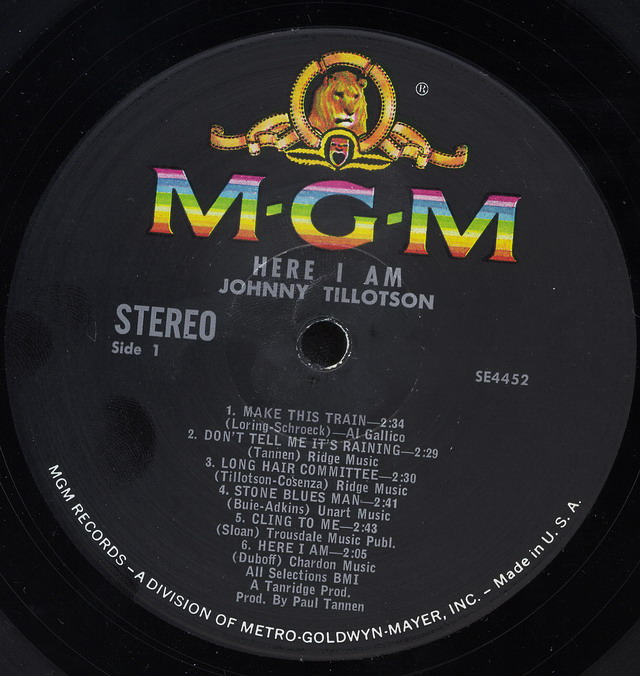 ®
M-G-M
HERE I AM
JOHNNY TILLOTSON
STEREO
Side 1
SE4452
1. MAKE THIS TRAIN—2:34
(Loring-Schroeck)—Al Gallico
2. DON'T TELL ME IT'S RAINING—2:29
(Tannen) Ridge Music
3. LONG HAIR COMMITTEE—2:30
(Tillotson-Cosenza) Ridge Music
4. STONE BLUES MAN—2:41
(Buie-Adkins) Unart Music
5. CLING TO ME—2:43
(Sloan) Trousdale Music Publ.
6. HERE I AM—2:05
(Duboff) Chardon Music
All Selections BMI
A Tanridge Prod.
Prod. By Paul Tannen
MGM RECORDS – A DIVISION OF METRO-GOLDWYN-MAYER, INC. – Made in U. S. A.